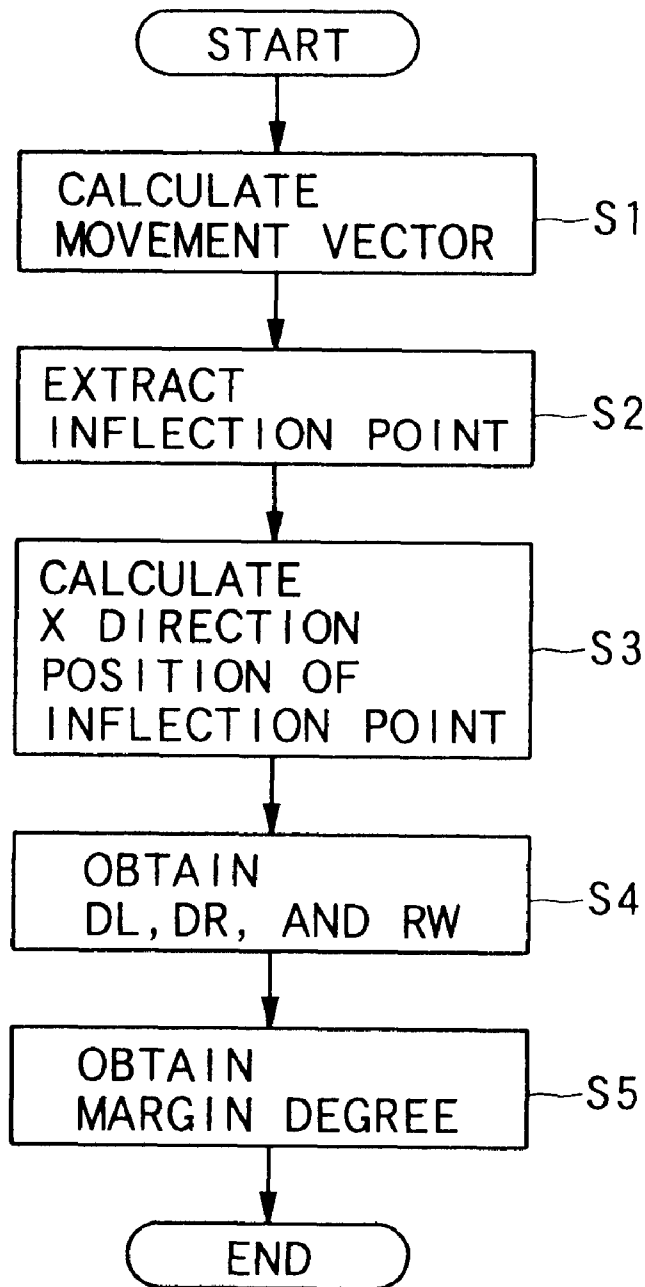 START
CALCULATE
MOVEMENT VECTOR
S1
EXTRACT
INFLECTION POINT
S2
CALCULATE
X DIRECTION
POSITION OF
INFLECTION POINT
S3
OBTAIN
DL, DR, AND RW
S4
OBTAIN
MARGIN DEGREE
S5
END